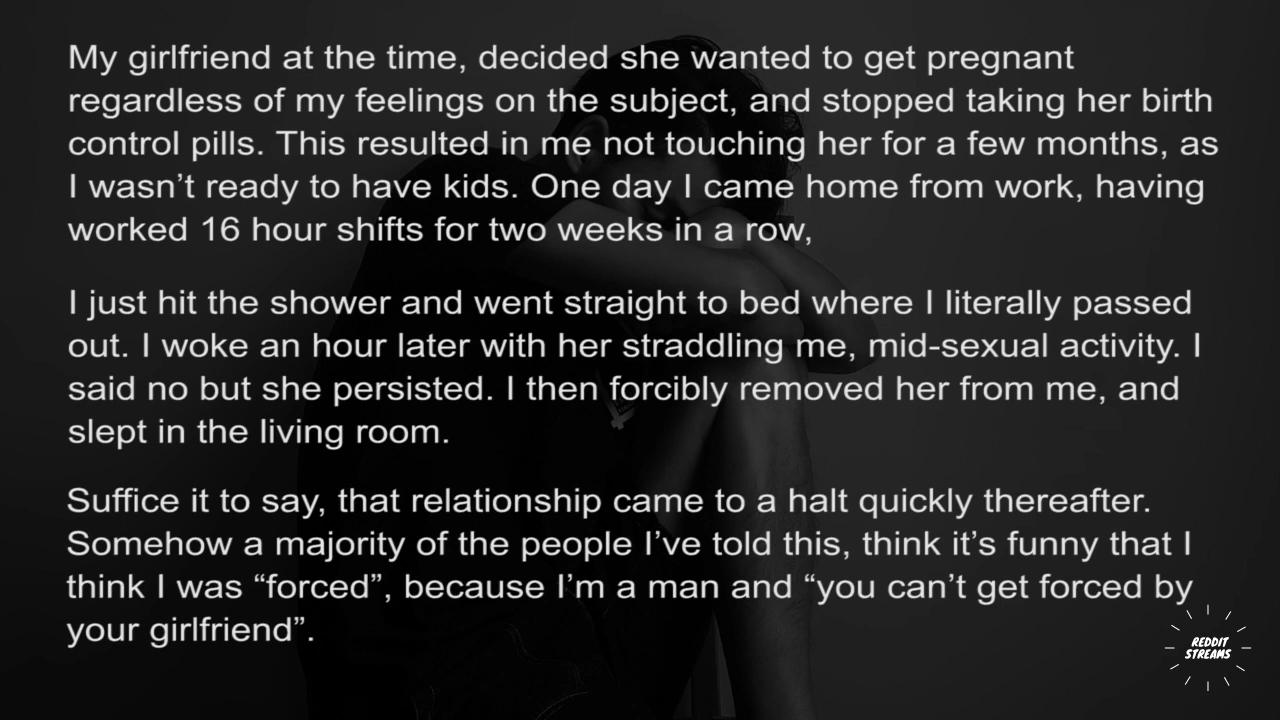 My girlfriend at the time, decided she wanted to get pregnant
regardless of my feelings on the subject, and stopped taking her birth
control pills. This resulted in me not touching her for a few months, as
I wasn’t ready to have kids. One day I came home from work, having
worked 16 hour shifts for two weeks in a row,
I just hit the shower and went straight to bed where I literally passed
out. I woke an hour later with her straddling me, mid-sexual activity. I
said no but she persisted. I then forcibly removed her from me, and
slept in the living room.
Suffice it to say, that relationship came to a halt quickly thereafter.
Somehow a majority of the people I’ve told this, think it’s funny that I
think I was “forced”, because I’m a man and “you can’t get forced by
your girlfriend”.
REDDIT
STREAMS